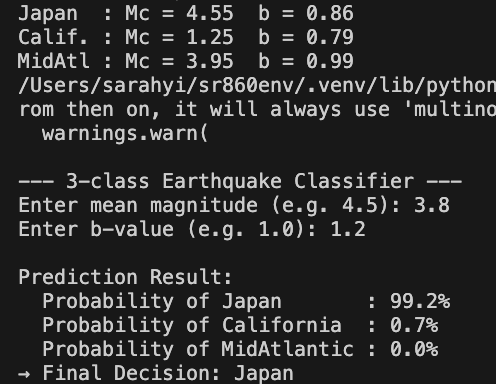 Japan  : Mc = 4.55  b = 0.86
Calif. : Mc = 1.25  b = 0.79
MidAtl : Mc = 3.95  b = 0.99
/Users/sarahyi/sr860env/.venv/lib/python
rom then on, it will always use 'multino
  warnings.warn(

--- 3-class Earthquake Classifier ---
Enter mean magnitude (e.g. 4.5): 3.8
Enter b-value (e.g. 1.0): 1.2

Prediction Result:
  Probability of Japan       : 99.2%
  Probability of California  : 0.7%
  Probability of MidAtlantic : 0.0%
→ Final Decision: Japan